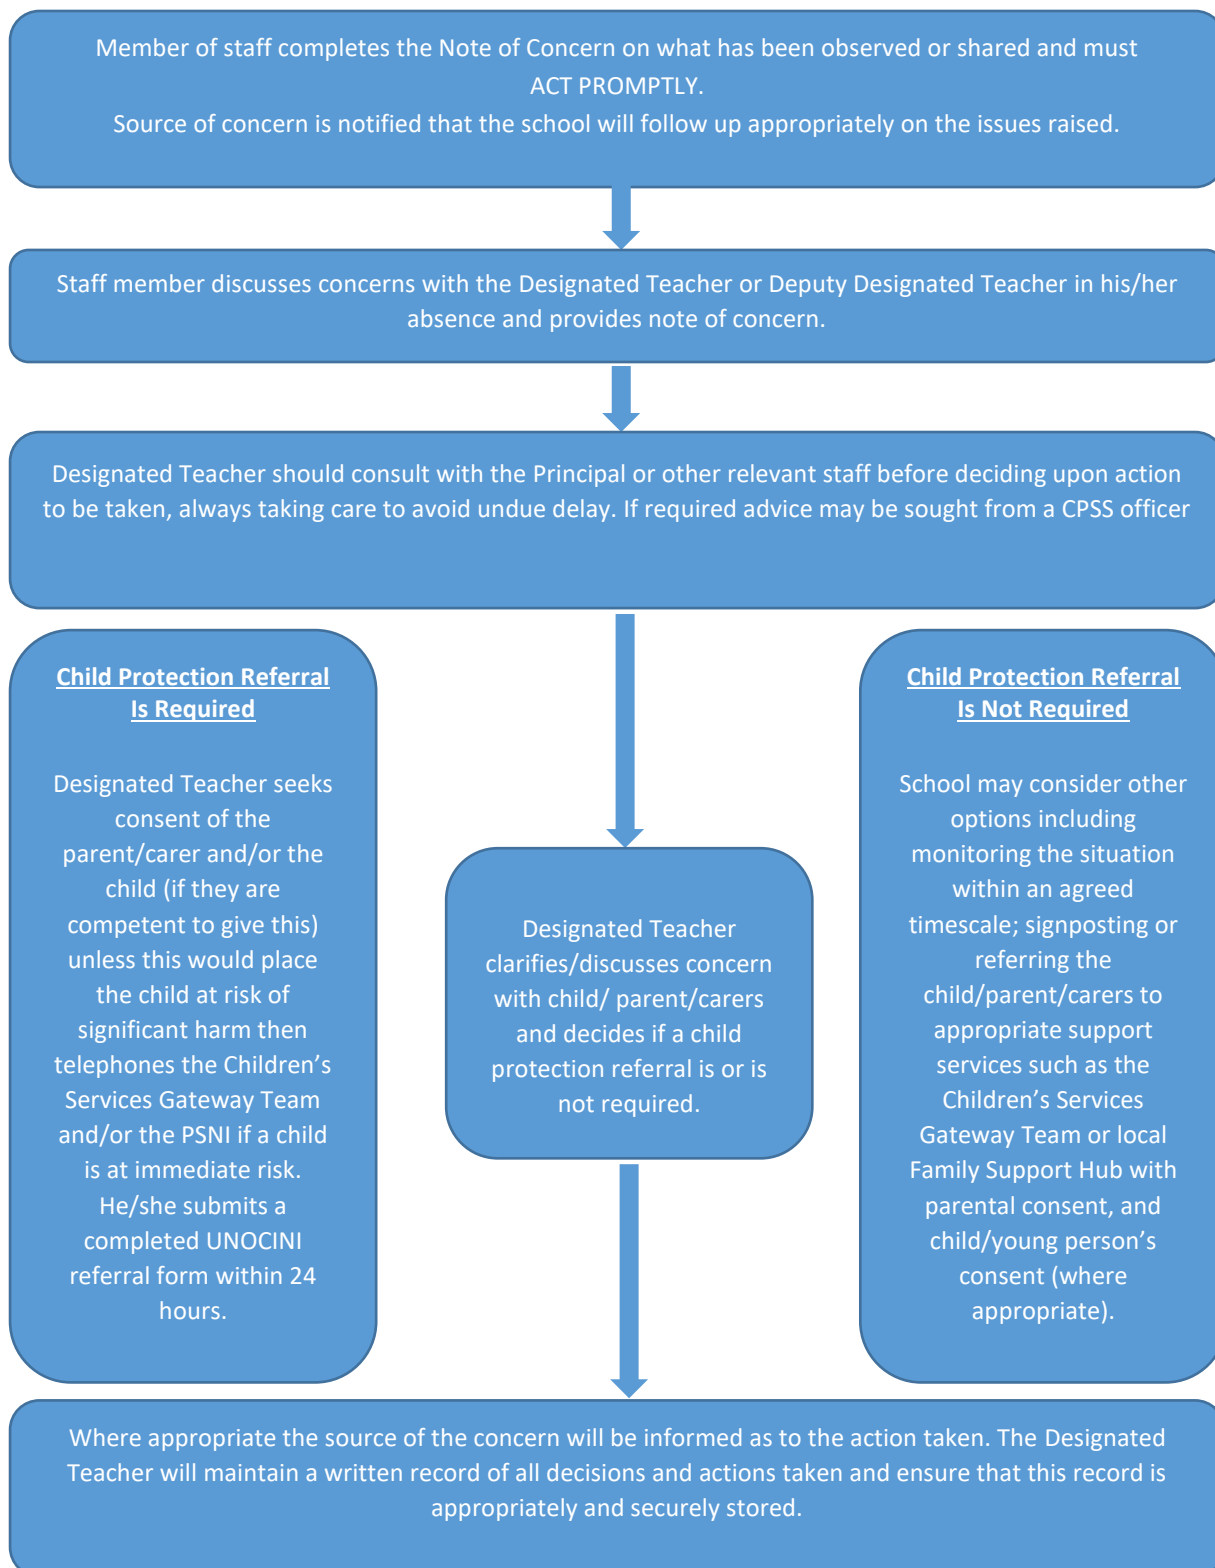 Member of staff completes the Note of Concern on what has been observed or shared and must
ACT PROMPTLY.
Source of concern is notified that the school will follow up appropriately on the issues raised.
Staff member discusses concerns with the Designated Teacher or Deputy Designated Teacher in his/her
absence and provides note of concern.
Designated Teacher should consult with the Principal or other relevant staff before deciding upon action
to be taken, always taking care to avoid undue delay. If required advice may be sought from a CPSS officer
Child Protection Referral
Is Required
Designated Teacher seeks
consent of the
parent/carer and/or the
child (if they are
competent to give this)
unless this would place
the child at risk of
significant harm then
telephones the Children’s
Services Gateway Team
and/or the PSNI if a child
is at immediate risk.
He/she submits a
completed UNOCINI
referral form within 24
hours.
Designated Teacher
clarifies/discusses concern
with child/ parent/carers
and decides if a child
protection referral is or is
not required.
Child Protection Referral
Is Not Required
School may consider other
options including
monitoring the situation
within an agreed
timescale; signposting or
referring the
child/parent/carers to
appropriate support
services such as the
Children’s Services
Gateway Team or local
Family Support Hub with
parental consent, and
child/young person’s
consent (where
appropriate).
Where appropriate the source of the concern will be informed as to the action taken. The Designated
Teacher will maintain a written record of all decisions and actions taken and ensure that this record is
appropriately and securely stored.